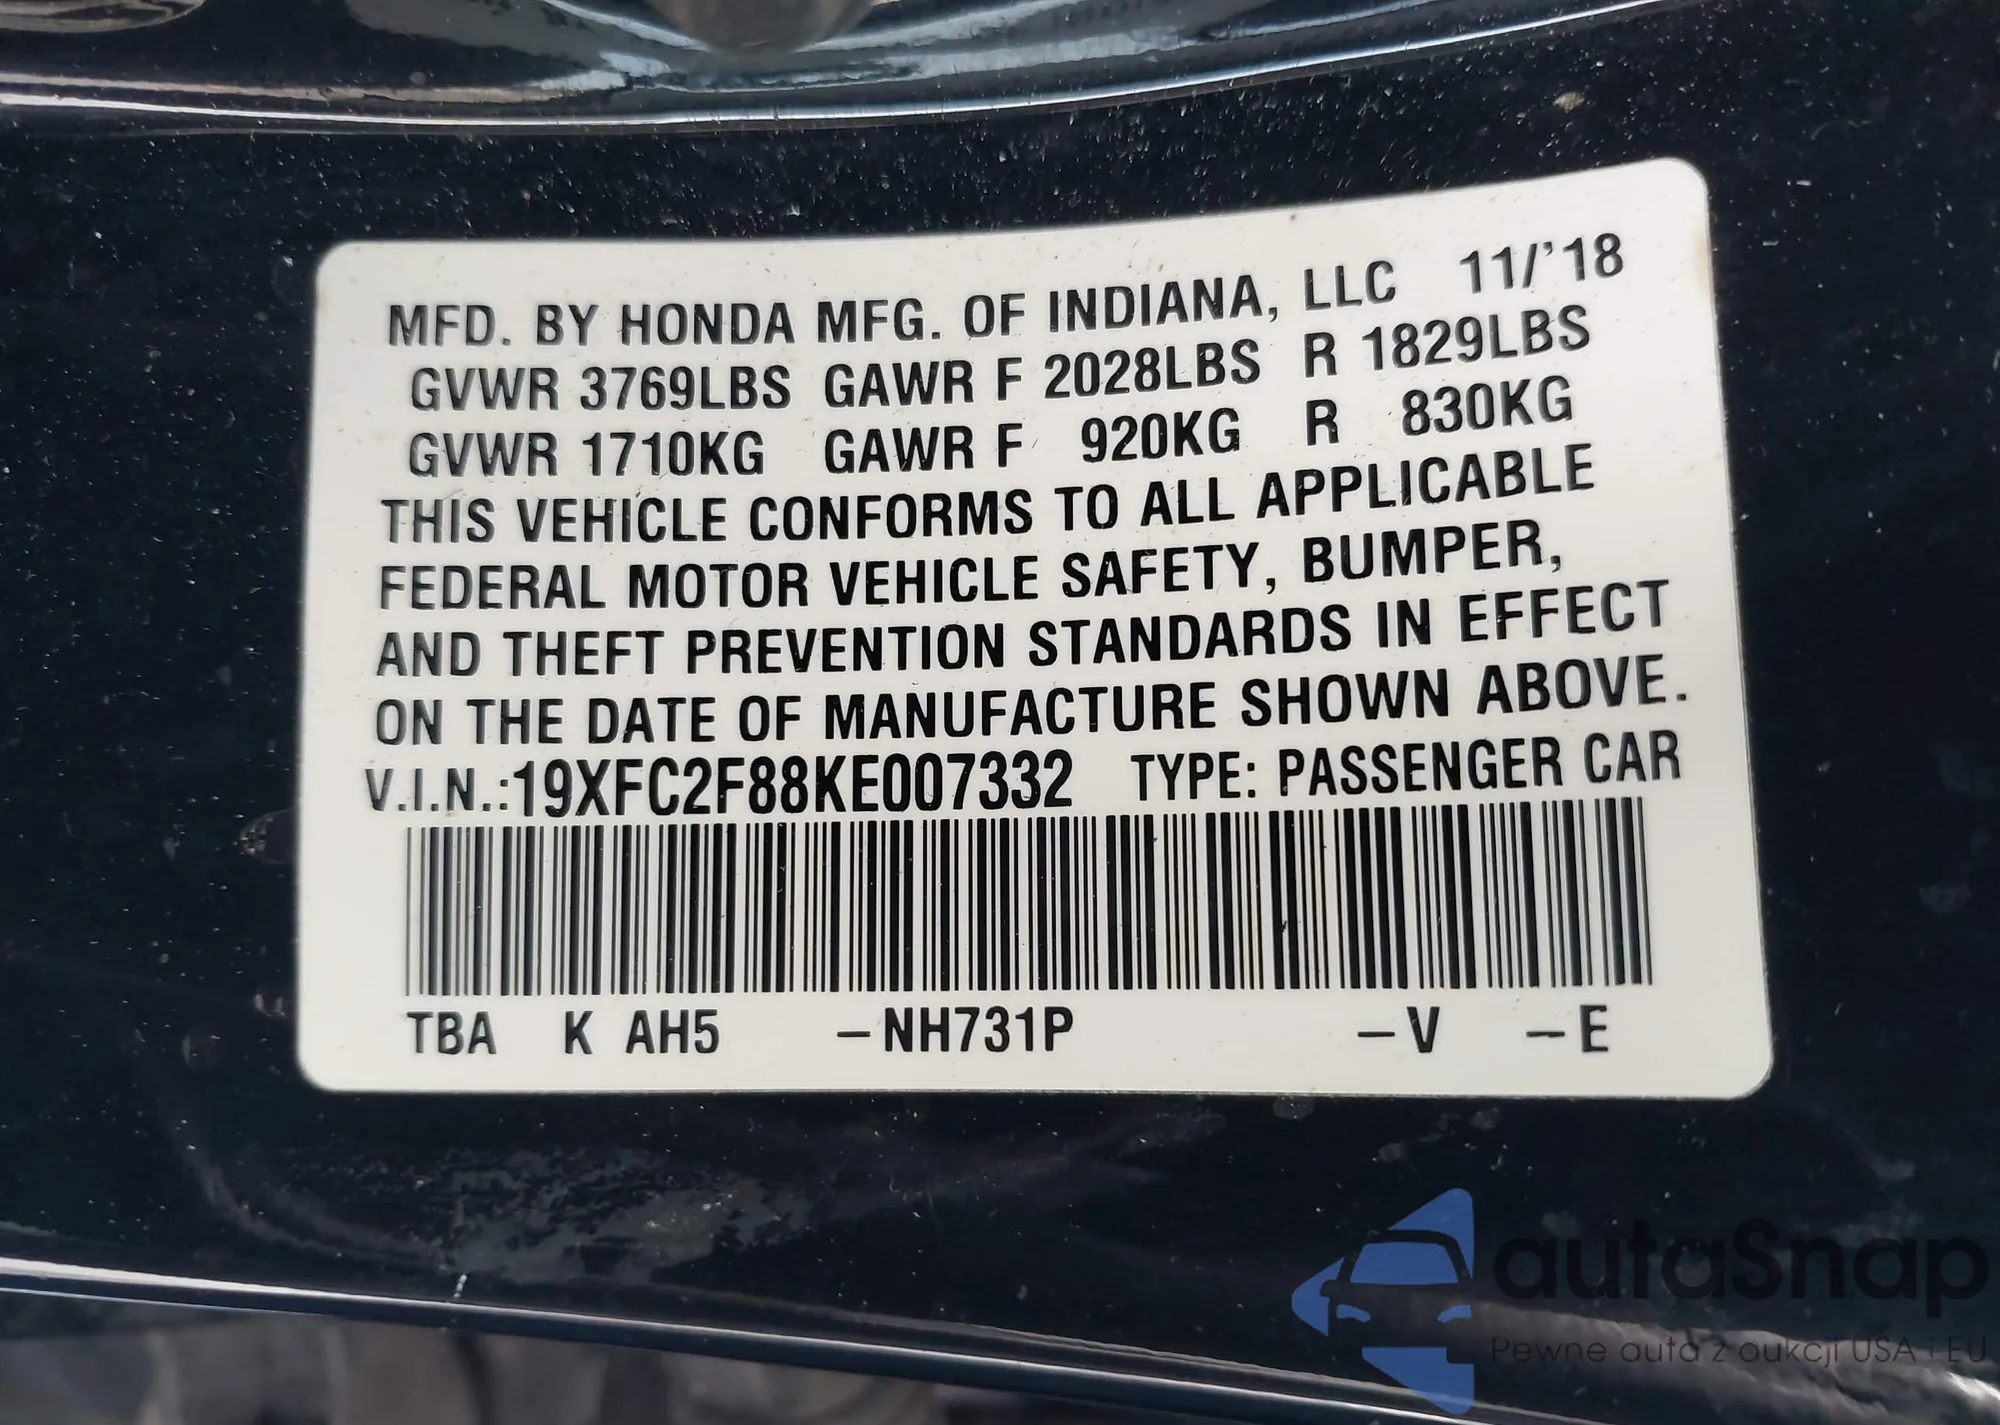 MFD. BY HONDA MFG. OF INDIANA, LLC 11/'18
GVWR 3769LBS GAWR F 2028LBS R 1829LBS
GVWR 1710KG GAWR F 920KG R 830KG
THIS VEHICLE CONFORMS TO ALL APPLICABLE
FEDERAL MOTOR VEHICLE SAFETY, BUMPER,
AND THEFT PREVENTION STANDARDS IN EFFECT
ON THE DATE OF MANUFACTURE SHOWN ABOVE.
V.I.N.:19XFC2F88KE007332 TYPE: PASSENGER CAR
TBA K AH5 –NH731P –V –E
autaSnap
Pewne auta z aukcji USA i EU